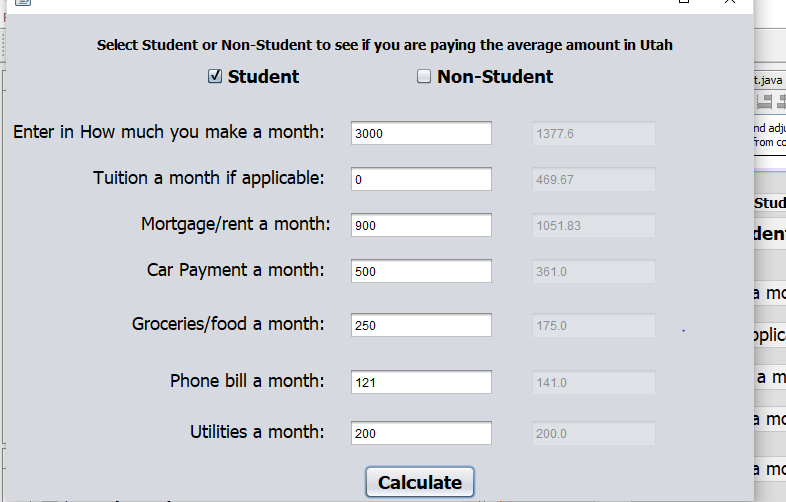 Select Student or Non-Student to see if you are paying the average amount in Utah
Student Non-Student
t.java
Enter in How much you make a month: 3000 1377.6
nd adju
from co
Tuition a month if applicable: 0 469.67
Stud
Mortgage/rent a month: 900 1051.83
dent
Car Payment a month: 500 361.0
a mo
Groceries/food a month: 250 175.0
pplica
Phone bill a month: 121 141.0
a m
a mo
Utilities a month: 200 200.0
a mo
Calculate